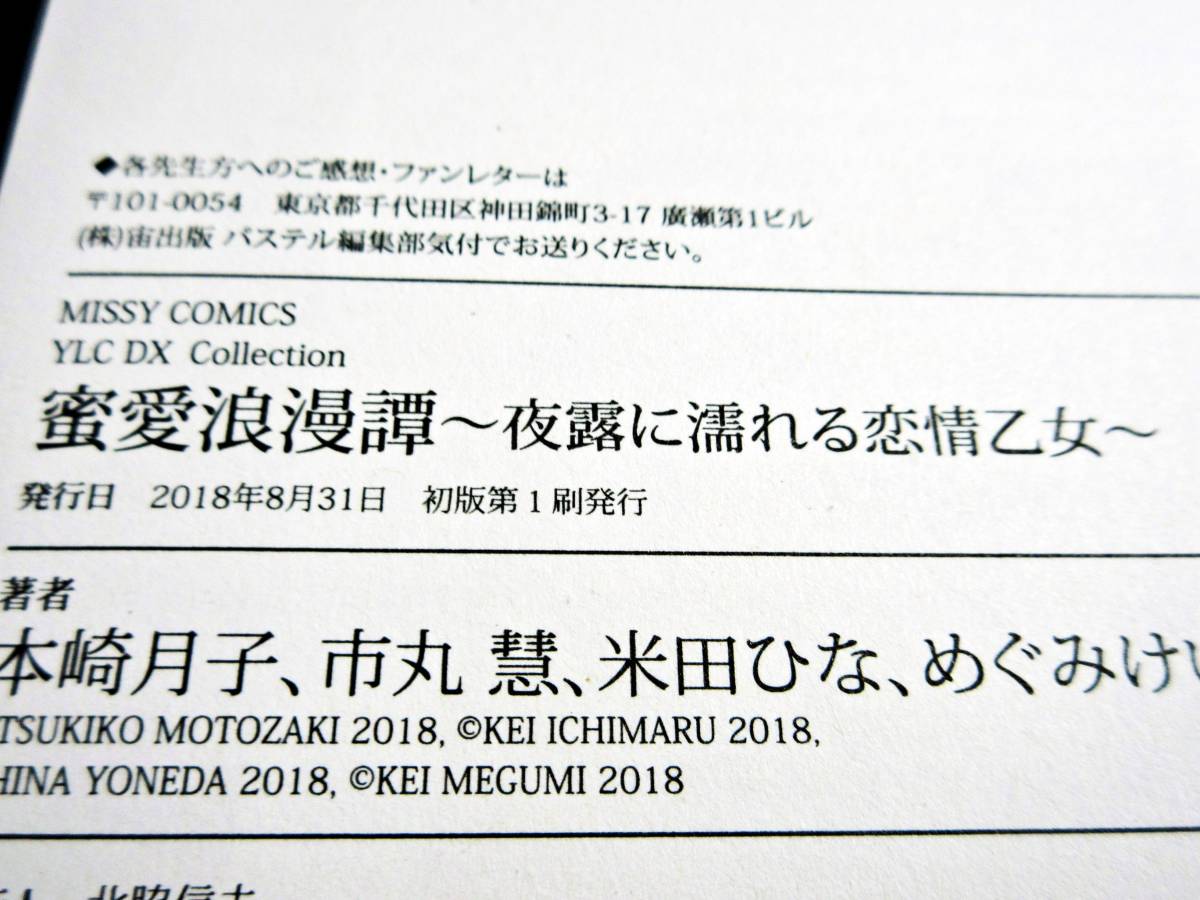 ◆各先生方へのご感想・ファンレターは
〒101-0054 東京都千代田区神田錦町3-17 廣瀬第1ビル
(株)宙出版 パステル編集部気付でお送りください。
MISSY COMICS
YLC DX Collection
蜜愛浪漫譚～夜露に濡れる恋情乙女～
発行日 2018年8月31日 初版第1刷発行
著者
本崎月子、市丸 慧、米田ひな、めぐみけい
TSUKIKO MOTOZAKI 2018, ©KEI ICHIMARU 2018,
HINA YONEDA 2018, ©KEI MEGUMI 2018